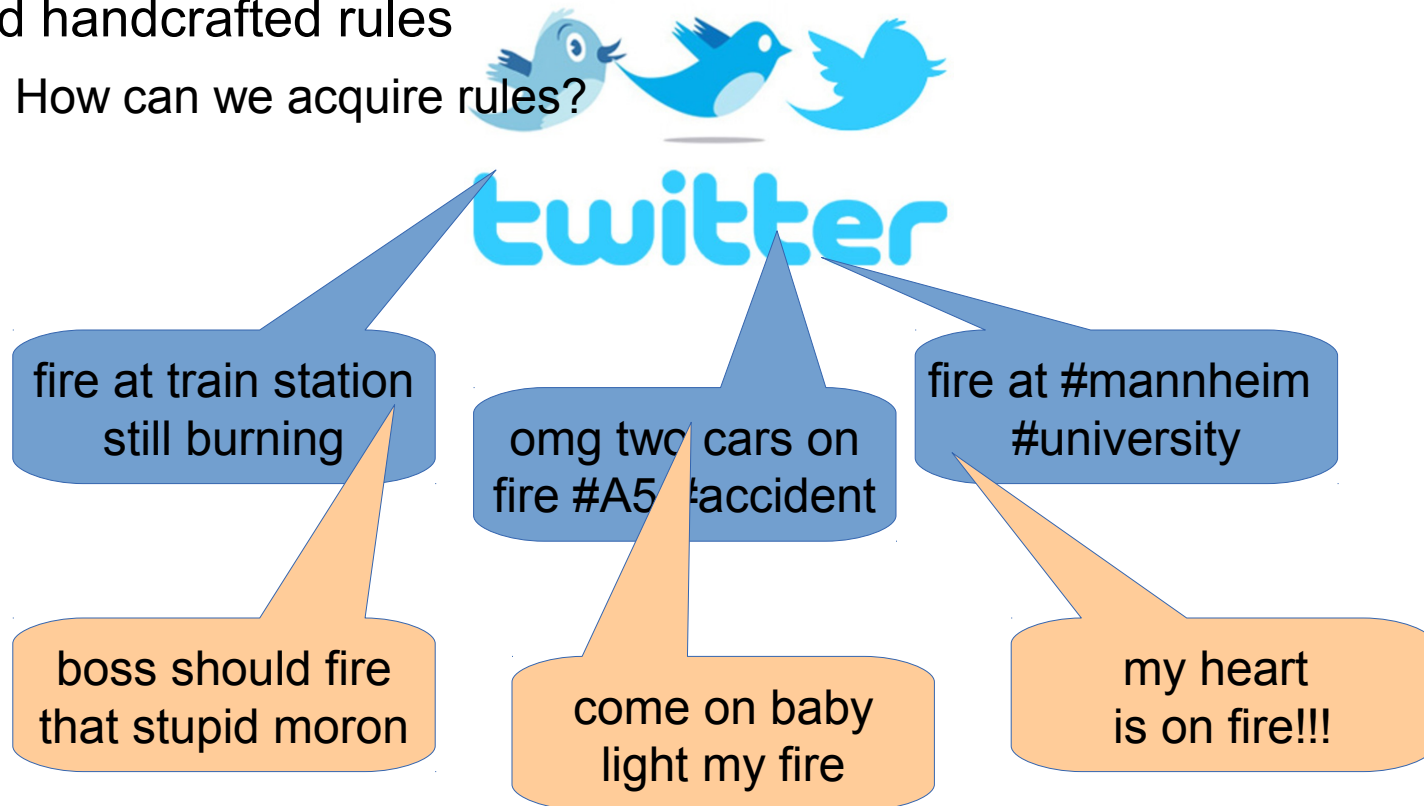 d handcrafted rules
How can we acquire rules?
twitter
fire at train station
still burning
omg two cars on
fire #A5 #accident
fire at #mannheim
#university
boss should fire
that stupid moron
come on baby
light my fire
my heart
is on fire!!!